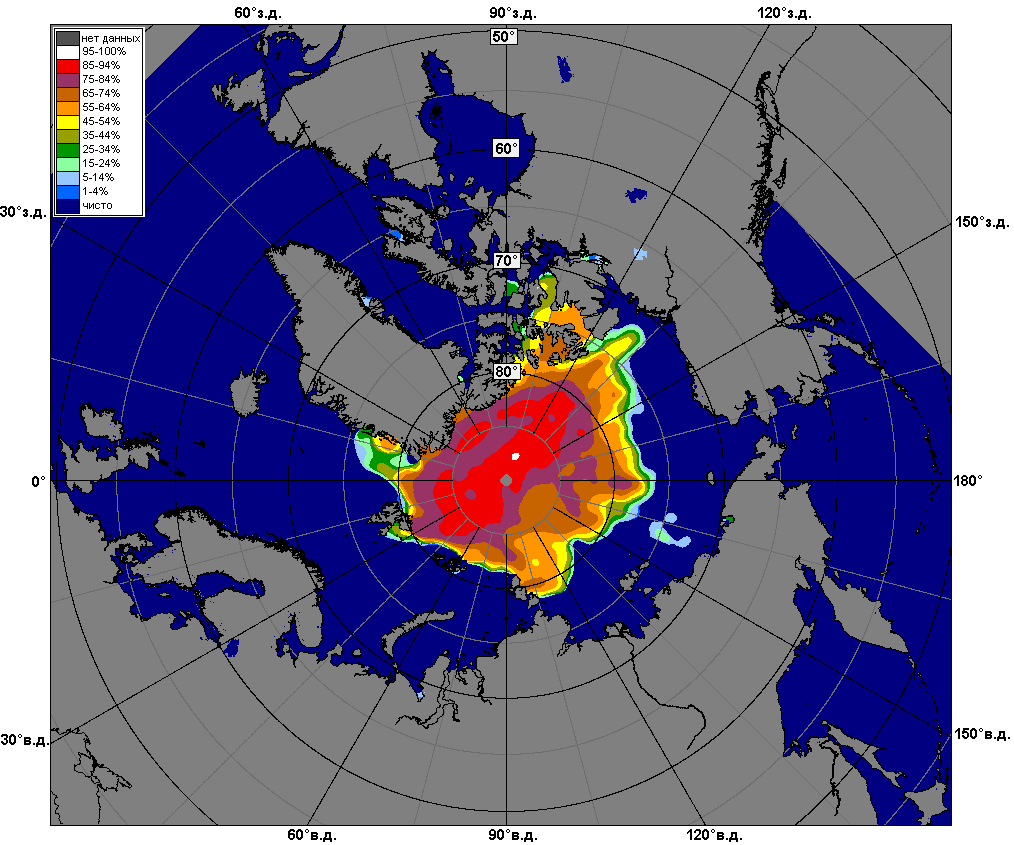 60°з.д.
90°з.д.
120°з.д.
нет данных
95-100%
85-94%
75-84%
65-74%
55-64%
45-54%
35-44%
25-34%
15-24%
5-14%
1-4%
чисто
50°
60°
70°
80°
30°з.д.
150°з.д.
0°
180°
30°в.д.
150°в.д.
60°в.д.
90°в.д.
120°в.д.